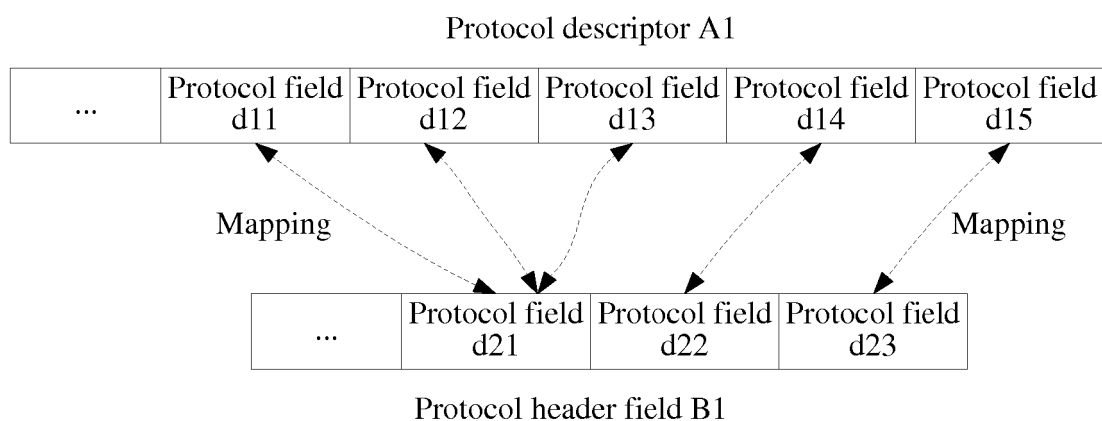 Protocol descriptor A1
...
Protocol field
d11
Protocol field
d12
Protocol field
d13
Protocol field
d14
Protocol field
d15
Mapping
Mapping
...
Protocol field
d21
Protocol field
d22
Protocol field
d23
Protocol header field B1